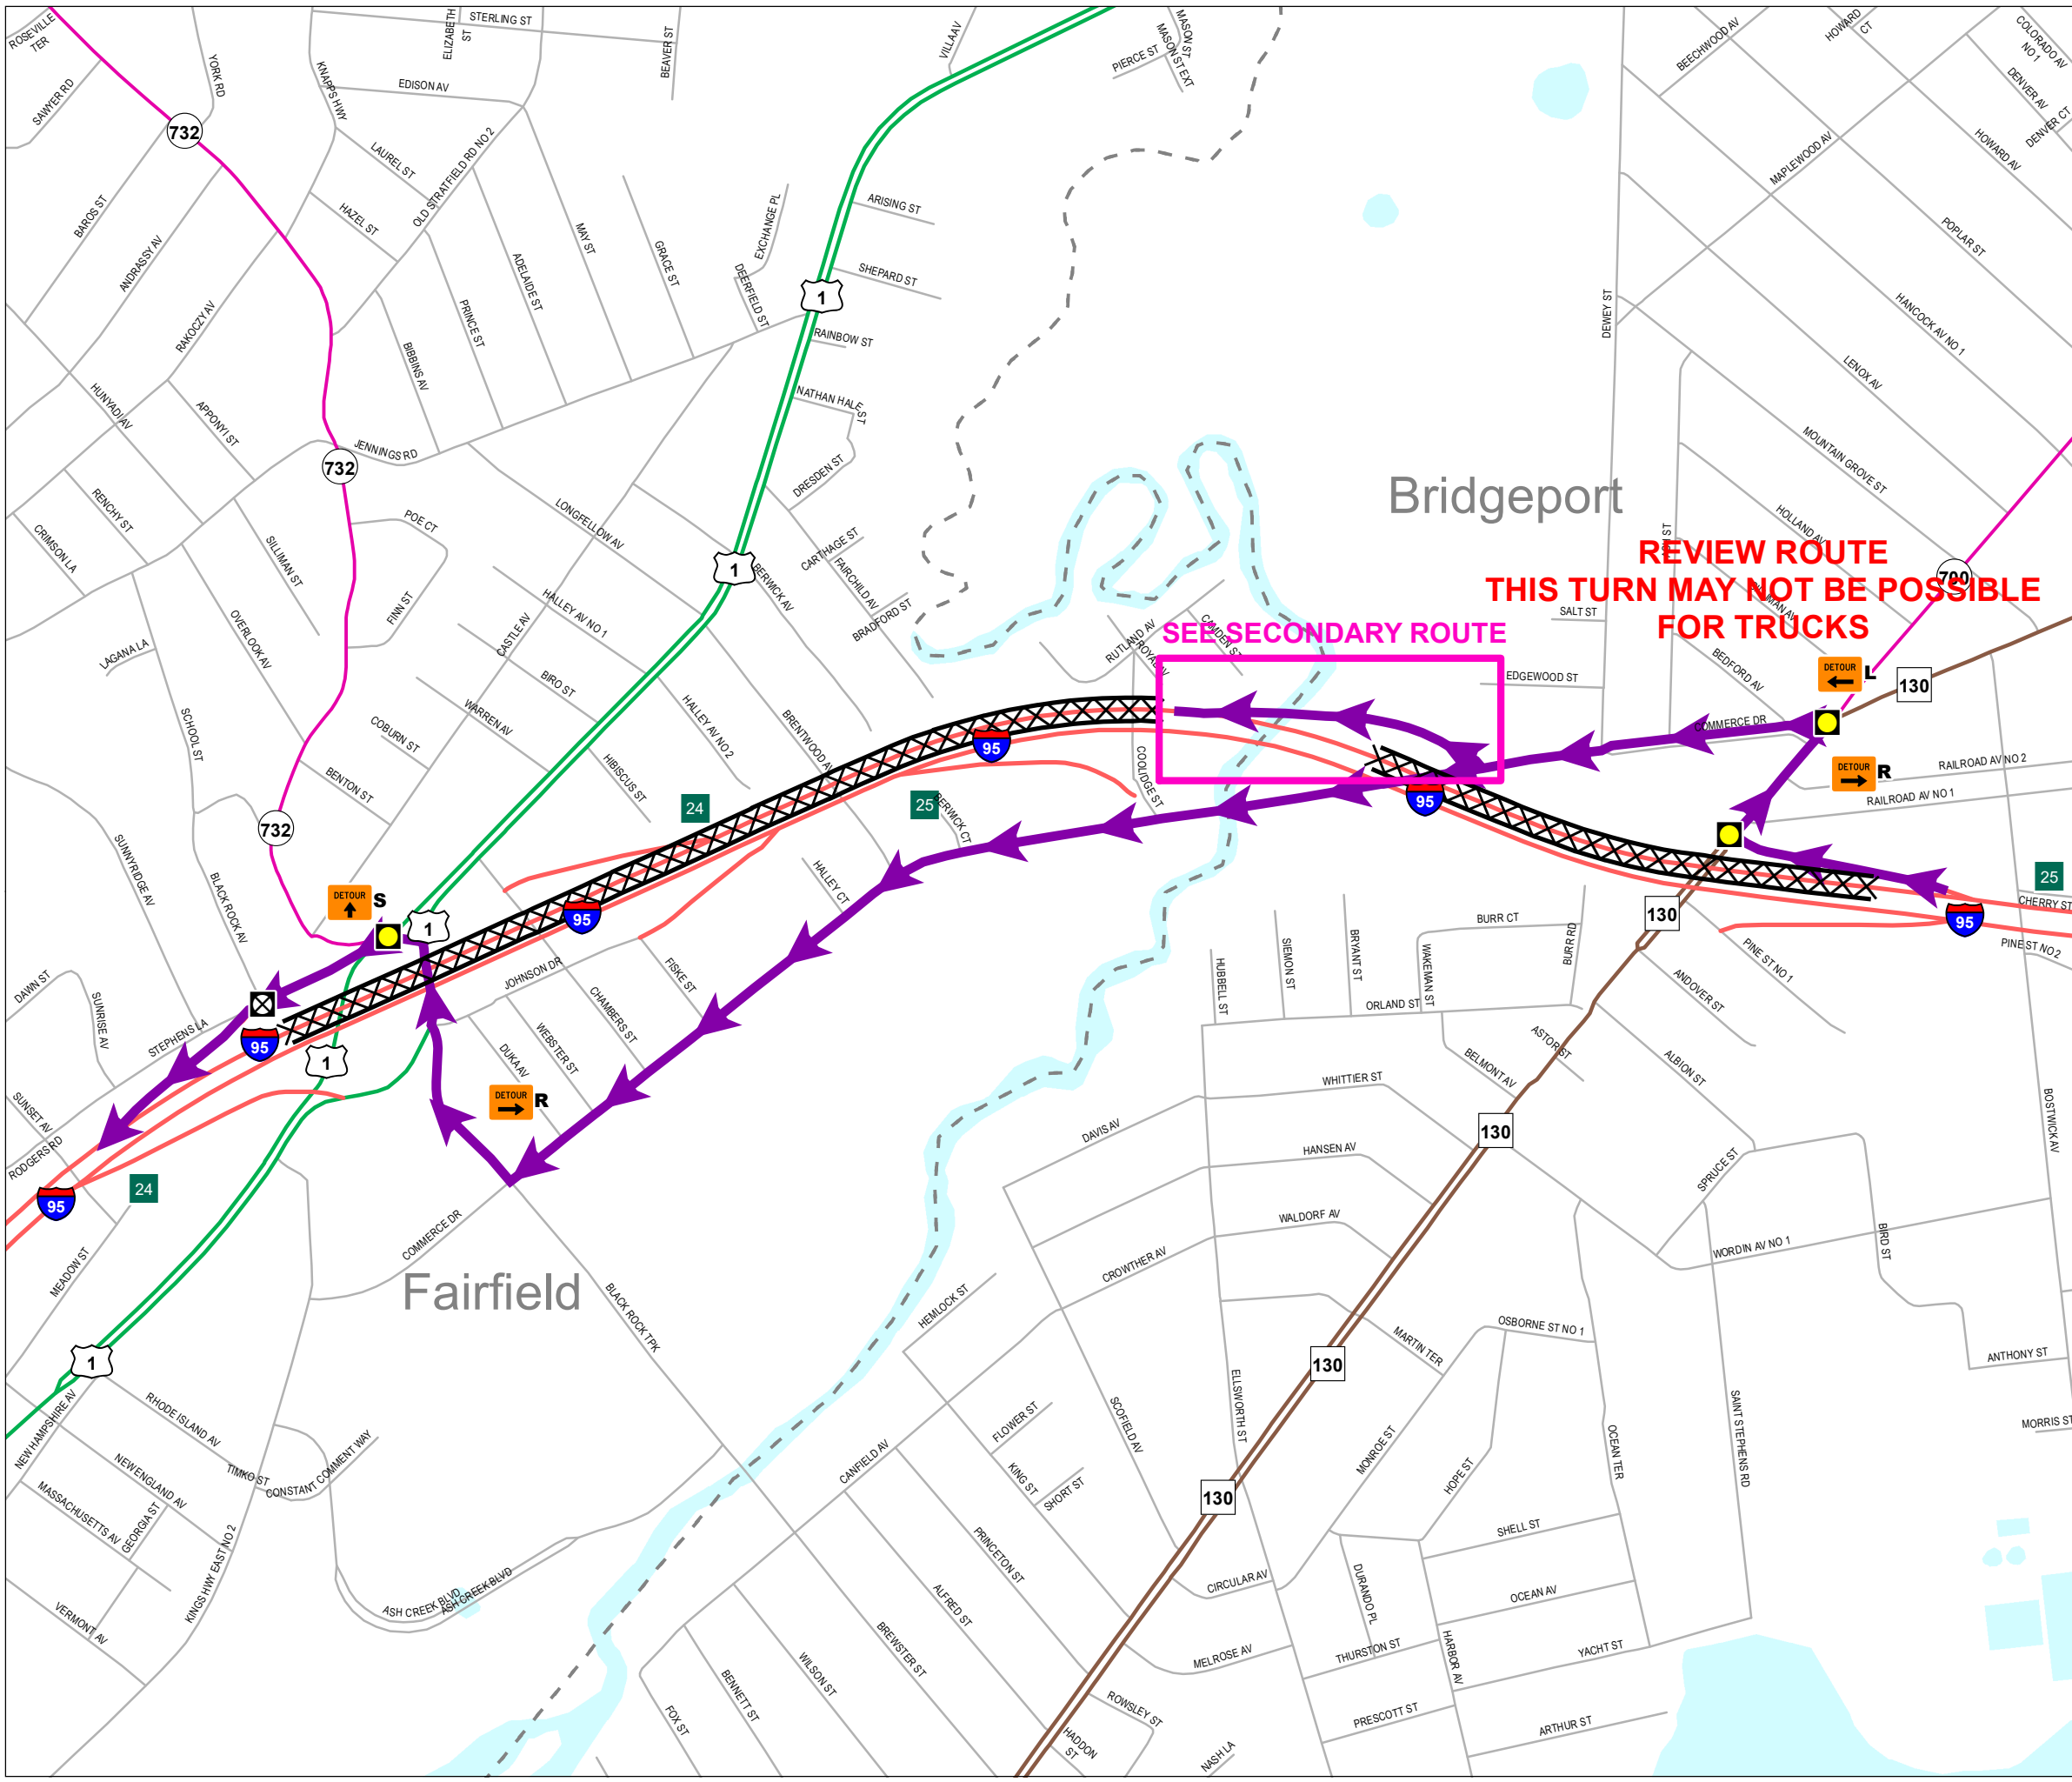 ROSEVILLE
TER
SAWYER RD
YORK RD
KNAPPS HWY
ELIZABETH
ST
STERLING ST
BEAVER ST
EDISON AV
VILLA AV
PIERCE ST
MASON ST
MASON ST EXT
BEECHWOOD AV
HOWARD
CT
COLORADO AV
NO 1
DENVER AV
DENVER CT
HOWARD AV
MAPLEWOOD AV
732
LAUREL ST
OLD STRATFIELD RD NO 2
HAZEL ST
BAROS ST
ANDRASSY AV
RAKOCZY AV
ADELAIDE ST
MAY ST
GRACE ST
EXCHANGE PL
DEERFIELD ST
ARISING ST
SHEPARD ST
1
RAINBOW ST
PRINCE ST
BIBBINS AV
NATHAN HALE
ST
DEWEY ST
POPLAR ST
HANCOCK AV NO 1
LENOX AV
MOUNTAIN GROVE ST
HUNYADI AV
APPONYI ST
JENNINGS RD
732
RENCHY ST
CRIMSON LA
SILLIMAN ST
POE CT
FINN ST
LONGFELLOW AV
DRESDEN ST
CARTHAGE ST
FAIRCHILD AV
BRADFORD ST
BERWICK AV
1
Bridgeport
HOLLAND AV
REVIEW ROUTE
THIS TURN MAY NOT BE POSSIBLE
FOR TRUCKS
700
SALT ST
BEDFORD AV
LAGANA LA
OVERLOOK AV
HALLEY AV NO 1
CASTLE AV
BIRO ST
WARREN AV
HALLEY AV NO 2
BRENTWOOD AV
RUTLAND AV
ROYAL AV
CAMDEN ST
SEE SECONDARY ROUTE
EDGEWOOD ST
DETOUR
L
130
COMMERCE DR
SCHOOL ST
COBURN ST
BENTON ST
HIBISCUS ST
95
COOLIDGE ST
95
DETOUR
R
RAILROAD AV NO 2
RAILROAD AV NO 1
732
24
25
BERWICK CT
HALLEY CT
SUNNYRIDGE AV
BLACK ROCK AV
DETOUR
S
1
95
25
CHERRY ST
95
PINE ST NO 2
PINE ST NO 1
130
BURR CT
BURR RD
HUBBELL ST
SIEMON ST
BRYANT ST
WAKEMAN ST
ORLAND ST
ANDOVER ST
DAWN ST
SUNRISE AV
STEPHENS LA
95
1
JOHNSON DR
FISKE ST
CHAMBERS ST
WEBSTER ST
DUKA AV
DETOUR
R
ASTOR ST
BELMONT AV
ALBION ST
WHITTIER ST
SUNSET AV
RODGERS RD
DAVIS AV
HANSEN AV
130
SPRUCE ST
BOSTWICK AV
95
24
COMMERCE DR
MEADOW ST
Fairfield
WALDORF AV
CROWTHER AV
WORDIN AV NO 1
BIRD ST
BLACK ROCK TPK
HEMLOCK ST
MARTIN TER
OSBORNE ST NO 1
1
130
ANTHONY ST
NEW HAMPSHIRE AV
RHODE ISLAND AV
NEW ENGLAND AV
TIMKO ST
CONSTANT COMMENT WAY
MASSACHUSETTS AV
GEORGIA ST
KINGS HWY EAST NO 2
VERMONT AV
CANFIELD AV
FLOWER ST
KING ST
SHORT ST
SCOFIELD AV
ELLSWORTH ST
MONROE ST
HOPE ST
OCEAN TER
SAINT STEPHENS RD
MORRIS ST
130
PRINCETON ST
SHELL ST
CIRCULAR AV
DURANDO PL
OCEAN AV
ASH CREEK BLVD
ASH CREEK BLVD
ALFRED ST
BREWSTER ST
WILSON ST
BENNETT ST
FOX ST
MELROSE AV
THURSTON ST
HARBOR AV
YACHT ST
ROWSLEY ST
HADDON
ST
NASH LA
PRESCOTT ST
ARTHUR ST